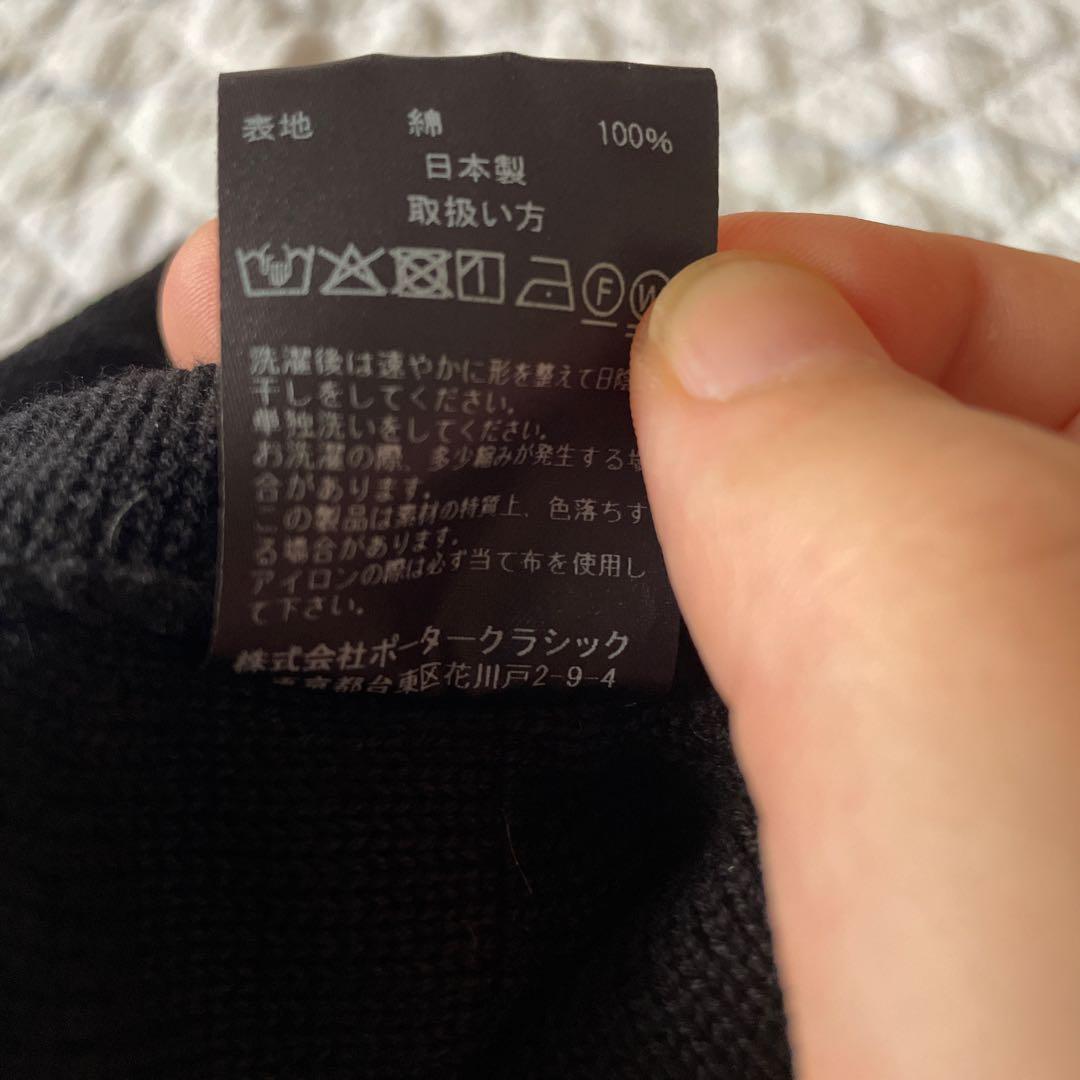 表地 綿 100%
日本製
取扱い方
F
洗濯後は速やかに形を整えて日陰
干しをしてください。
単独洗いをしてください。
お洗濯の際、多少縮みが発生する場
合があります。
この製品は素材の特質上、色落ちす
る場合があります。
アイロンの際は必ず当て布を使用し
て下さい。
株式会社ポータークラシック
東京都台東区花川戸2-9-4